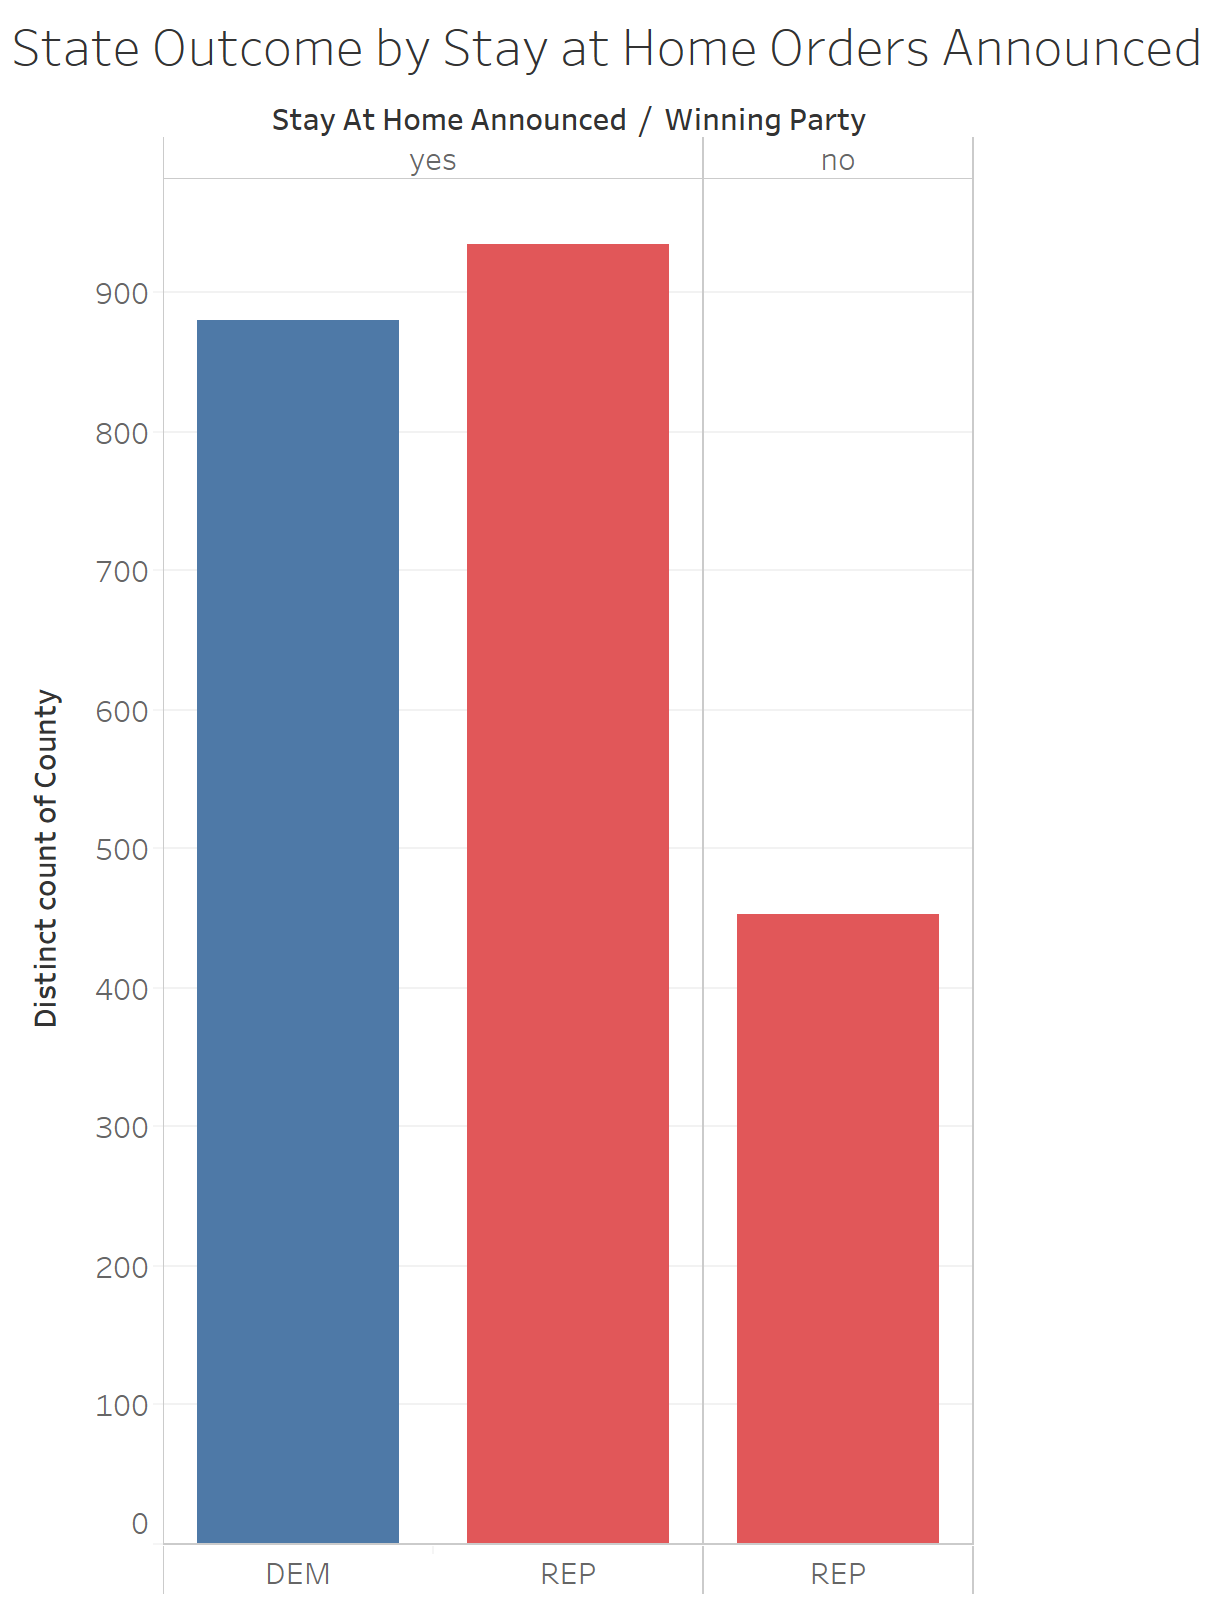 State Outcome by Stay at Home Orders Announced
Stay At Home Announced / Winning Party
yes no
900
800
700
600
500
400
300
200
100
0
Distinct count of County
DEM REP REP